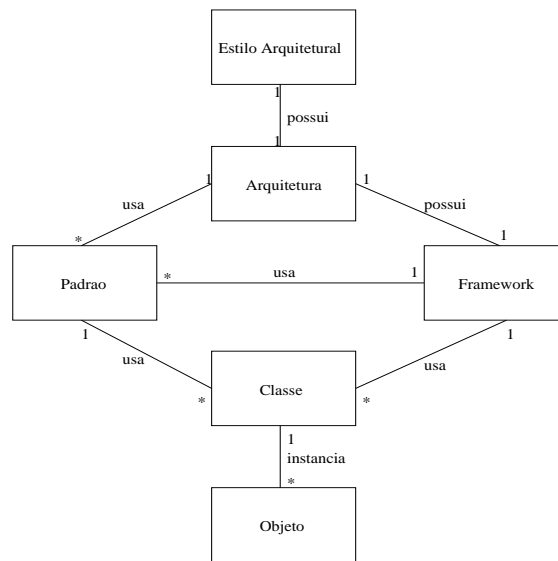 Estilo Arquitetural
1
possui
1
1
Arquitetura
1
usa
possui
*
1
Padrao
*
usa
1
Framework
1
1
usa
usa
*
Classe
*
1
instancia
*
Objeto